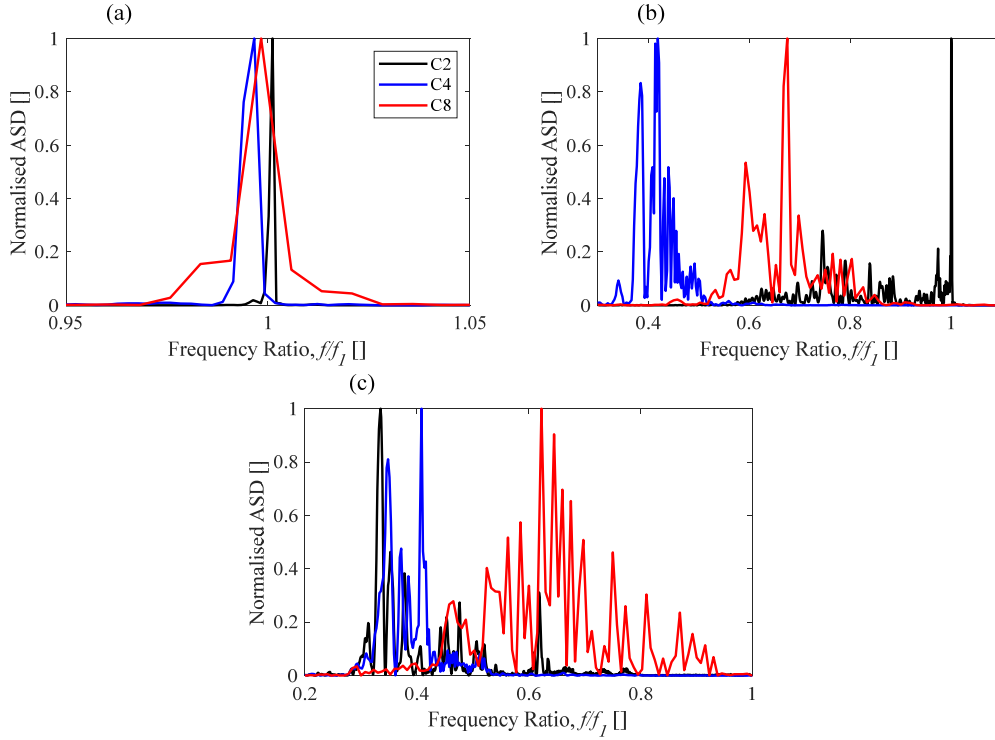 (a)
1
0.8
0.6
0.4
0.2
0
Normalised ASD []
C2
C4
C8
0.95
1
1.05
Frequency Ratio, f/f1 []
(b)
1
0.8
0.6
0.4
0.2
0
Normalised ASD []
0.4
0.6
0.8
1
Frequency Ratio, f/f1 []
(c)
1
0.8
0.6
0.4
0.2
0
Normalised ASD []
0.2
0.4
0.6
0.8
1
Frequency Ratio, f/f1 []